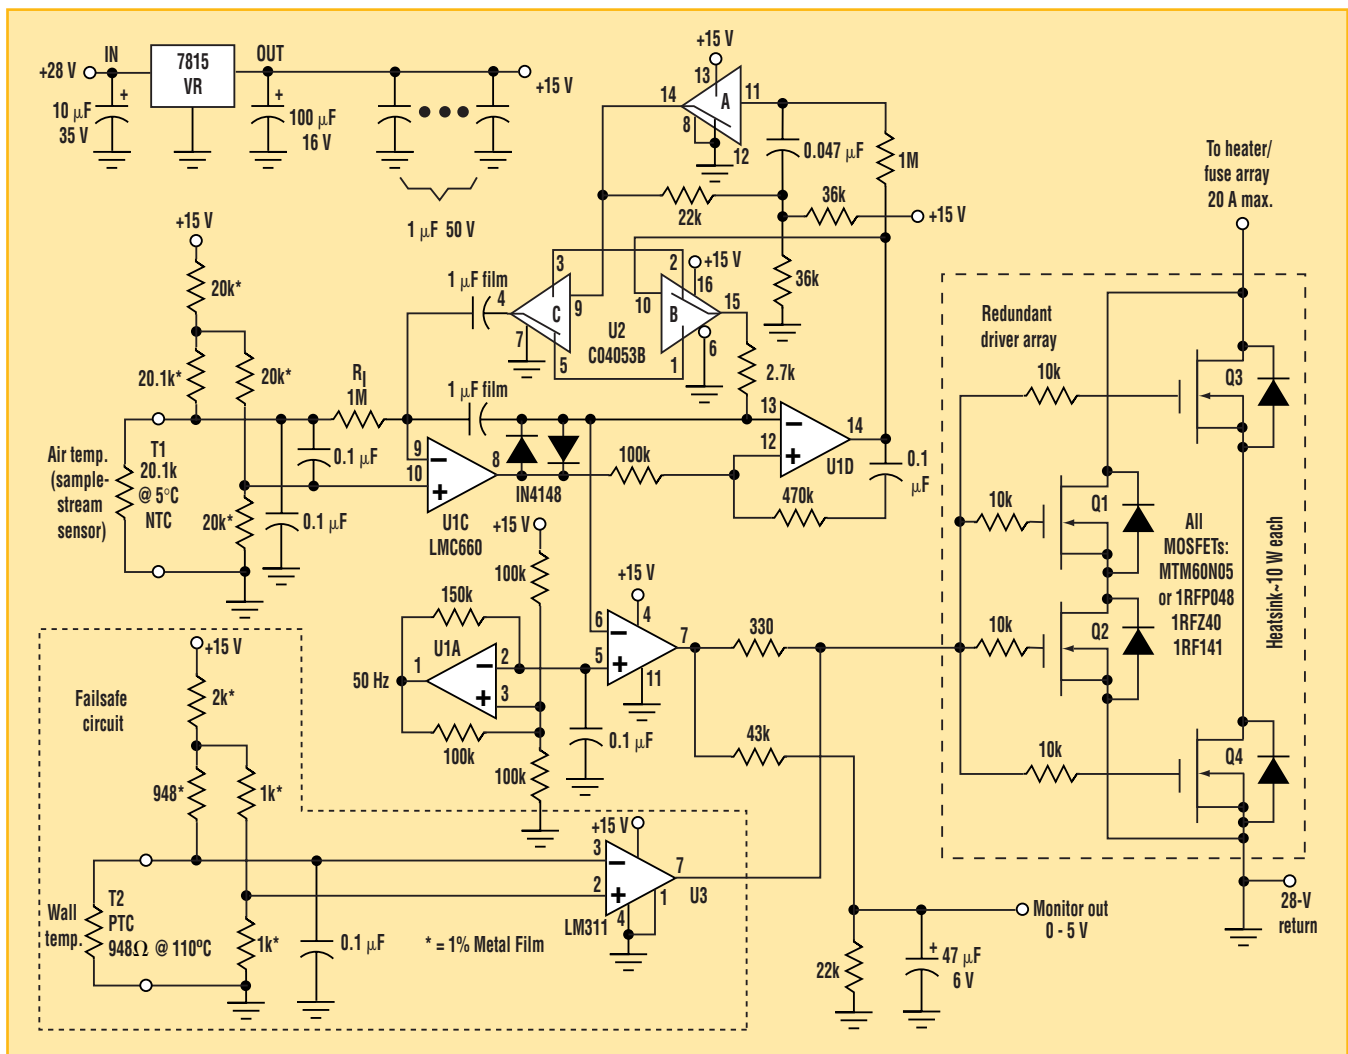 +28 V
IN
7815
VR
OUT
+15 V
+
10 μF
35 V
+
100 μF
16 V
1 μF 50 V
+15 V
13
14
A
11
8
12
0.047 μF
1M
22k
36k
+15 V
36k
To heater/
fuse array
20 A max.
+15 V
20k*
20.1k*
20k*
RI
1M
1 μF film
4
3
C
9
7
5
U2
C04053B
2
+15 V
16
10
B
15
6
1
2.7k
1 μF film
Air temp.
(sample-
stream
sensor)
T1
20.1k
@ 5°C
NTC
20k*
0.1 μF
0.1 μF
9
10
8
U1C
LMC660
IN4148
100k
13
12
14
U1D
470k
0.1
μF
+15 V
100k
150k
U1A
1
2
3
50 Hz
100k
100k
0.1 μF
+15 V
4
6
5
7
11
330
43k
Redundant
driver array
10k
Q3
10k
Q1
10k
Q2
10k
Q4
All
MOSFETs:
MTM60N05
or 1RFP048
1RFZ40
1RF141
Heatsink~10 W each
28-V
return
Failsafe
circuit
+15 V
2k*
948*
1k*
Wall
temp.
T2
PTC
948Ω @ 110ºC
1k*
0.1 μF
* = 1% Metal Film
+15 V
3
2
7
1
4
U3
LM311
Monitor out
0 - 5 V
22k
+
47 μF
6 V